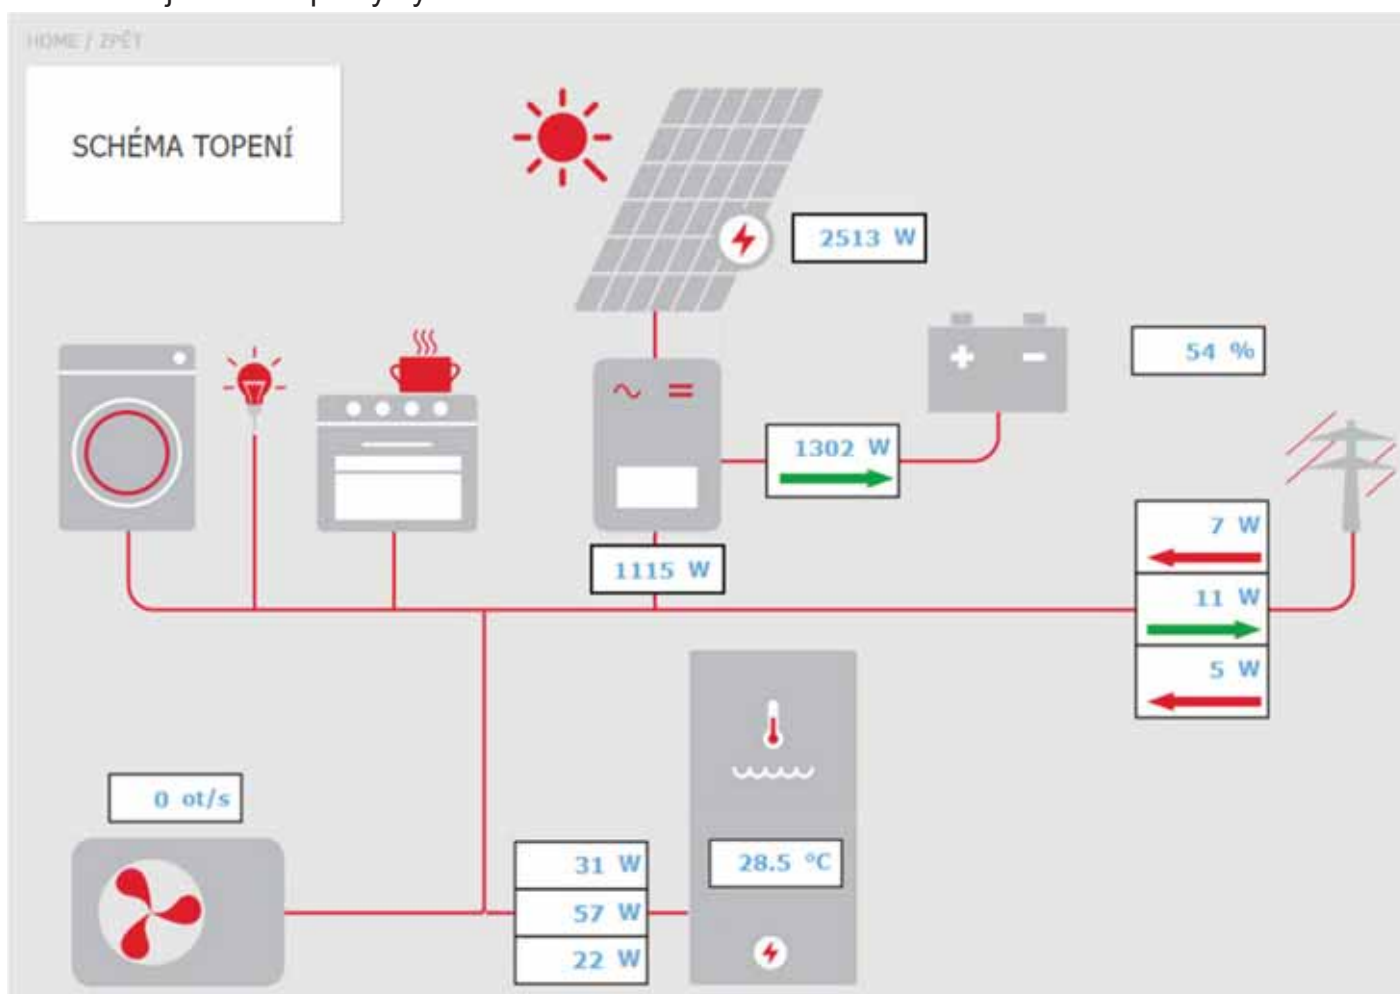 HOME / ZPĚT
SCHÉMA TOPENÍ
2513 W
54 %
1302 W
7 W
1115 W
11 W
5 W
0 ot/s
31 W
28.5 °C
57 W
22 W